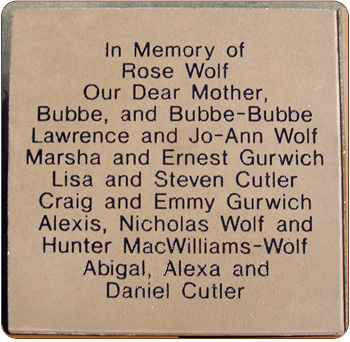 In Memory of
Rose Wolf
Our Dear Mother,
Bubbe, and Bubbe-Bubbe
Lawrence and Jo-Ann Wolf
Marsha and Ernest Gurwich
Lisa and Steven Cutler
Craig and Emmy Gurwich
Alexis, Nicholas Wolf and
Hunter MacWilliams-Wolf
Abigal, Alexa and
Daniel Cutler